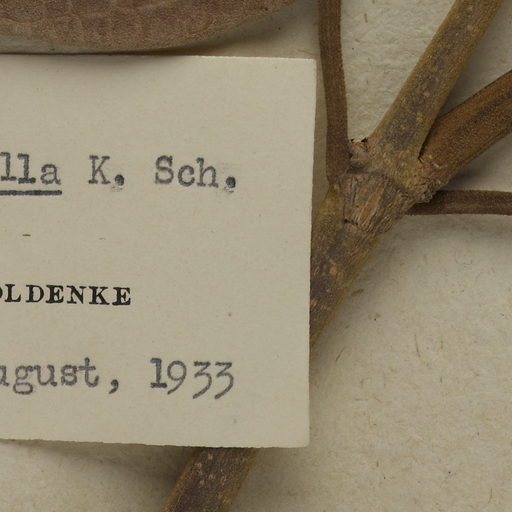 lla K. Sch.
OLDENKE
ugust, 1933